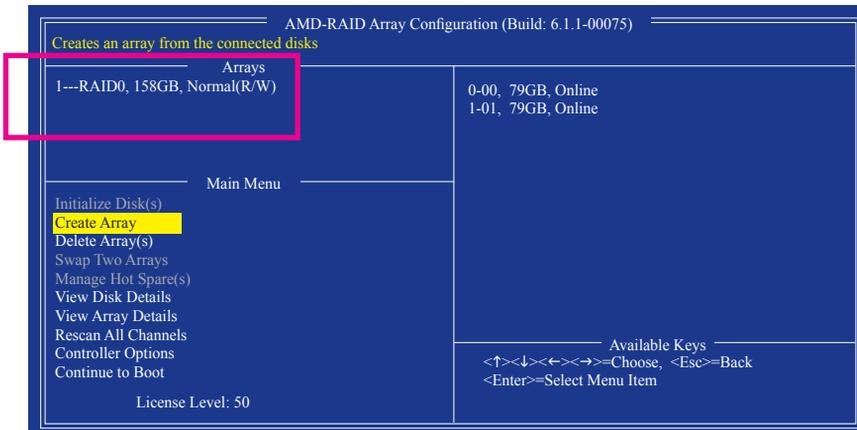 AMD-RAID Array Configuration (Build: 6.1.1-00075)
Creates an array from the connected disks
Arrays
1---RAID0, 158GB, Normal(R/W)
0-00, 79GB, Online
1-01, 79GB, Online
Main Menu
Initialize Disk(s)
Create Array
Delete Array(s)
Swap Two Arrays
Manage Hot Spare(s)
View Disk Details
View Array Details
Rescan All Channels
Controller Options
Continue to Boot
License Level: 50
Available Keys
<↑><↓><←><→>=Choose, <Esc>=Back
<Enter>=Select Menu Item